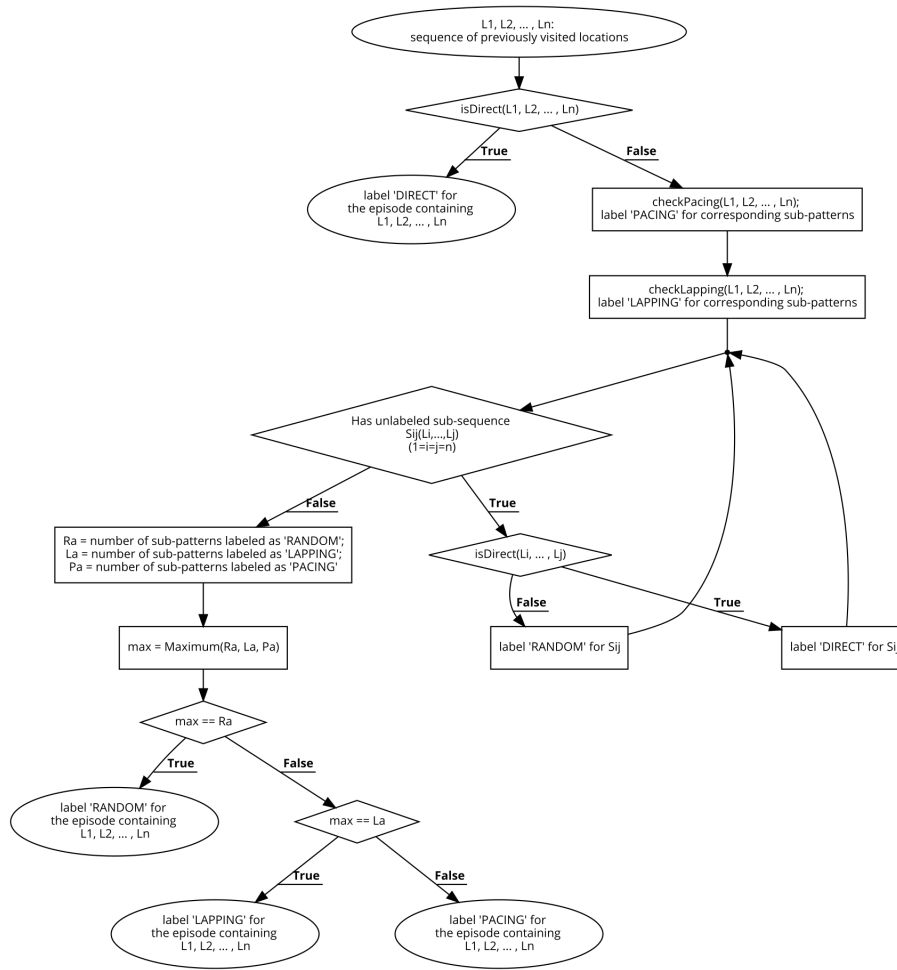 L1, L2, ... , Ln:
sequence of previously visited locations
isDirect(L1, L2, ... , Ln)
True
False
label 'DIRECT' for
the episode containing
L1, L2, ... , Ln
checkPacing(L1, L2, ... , Ln);
label 'PACING' for corresponding sub-patterns
checkLapping(L1, L2, ... , Ln);
label 'LAPPING' for corresponding sub-patterns
Has unlabeled sub-sequence
Sij(Li,...,Lj)
(1=i=j=n)
False
True
Ra = number of sub-patterns labeled as 'RANDOM';
La = number of sub-patterns labeled as 'LAPPING';
Pa = number of sub-patterns labeled as 'PACING'
isDirect(Li, ... , Lj)
False
True
max = Maximum(Ra, La, Pa)
label 'RANDOM' for Sij
label 'DIRECT' for Sij
max == Ra
True
False
label 'RANDOM' for
the episode containing
L1, L2, ... , Ln
max == La
True
False
label 'LAPPING' for
the episode containing
L1, L2, ... , Ln
label 'PACING' for
the episode containing
L1, L2, ... , Ln